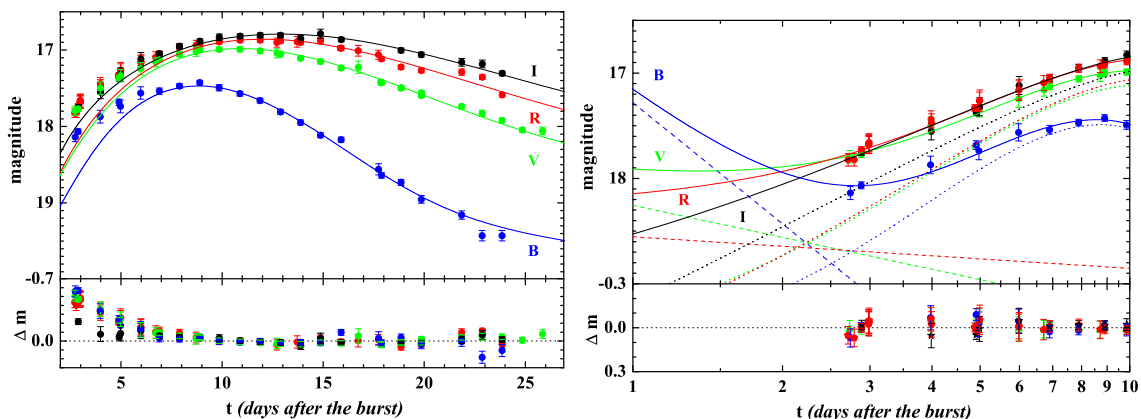 magnitude
17
18
19
I
R
V
B
Δ m
-0.7
0.0
5 10 15 20 25
t (days after the burst)
magnitude
17
18
B
V
R
I
Δ m
-0.3
0.0
0.3
1 2 3 4 5 6 7 8 9 10
t (days after the burst)